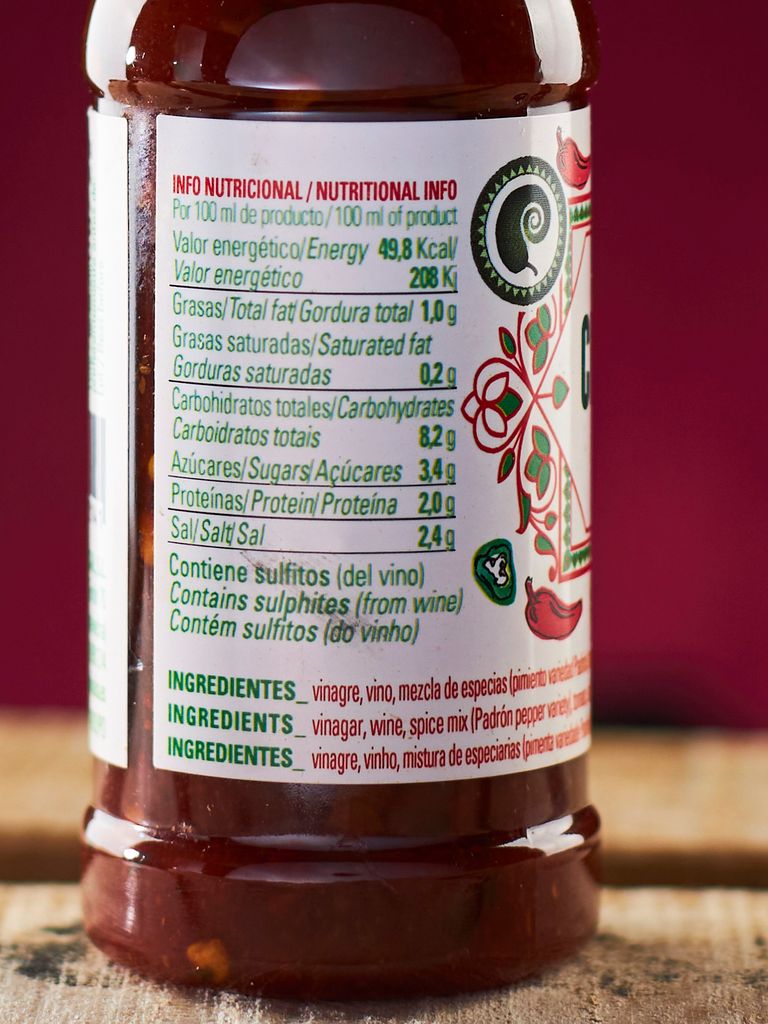 INFO NUTRICIONAL / NUTRITIONAL INFO
Por 100 ml de producto/100 ml of product
Valor energético/Energy 49,8 Kcal/
Valor energético 208 Kj
Grasas/Total fat/Gordura total 1,0 g
Grasas saturadas/Saturated fat
Gorduras saturadas 0,2 g
Carbohidratos totales/Carbohydrates
Carboidratos totais 8,2 g
Azúcares/Sugars/Açúcares 3,4 g
Proteínas/Protein/Proteína 2,0 g
Sal/Salt/Sal 2,4 g
Contiene sulfitos (del vino)
Contains sulphites (from wine)
Contém sulfitos (do vinho)
INGREDIENTES_ vinagre, vino, mezcla de especias (pimiento variedad
INGREDIENTS_ vinagar, wine, spice mix (Padrón pepper variety),
INGREDIENTES_ vinagre, vinho, mistura de especiarias (pimenta variedade